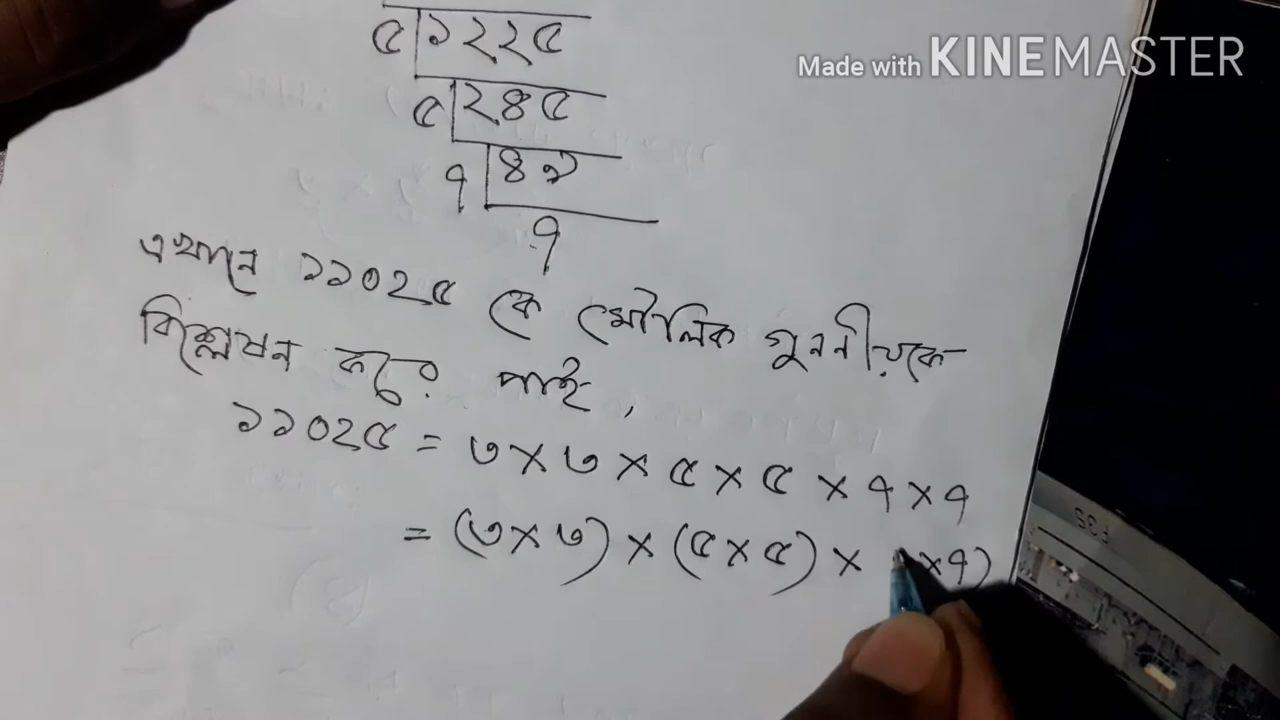 Made with KINEMASTER
৫ ১২২৫
৫ ২৪৫
৭ ৪৯
৭
এখানে ১১০২৫ কে মৌলিক গুননীয়কে
বিশ্লেষন করে পাই,
১১০২৫ = ৩ × ৩ × ৫ × ৫ × ৭ × ৭
= (৩ × ৩) × (৫ × ৫) × × ৭)